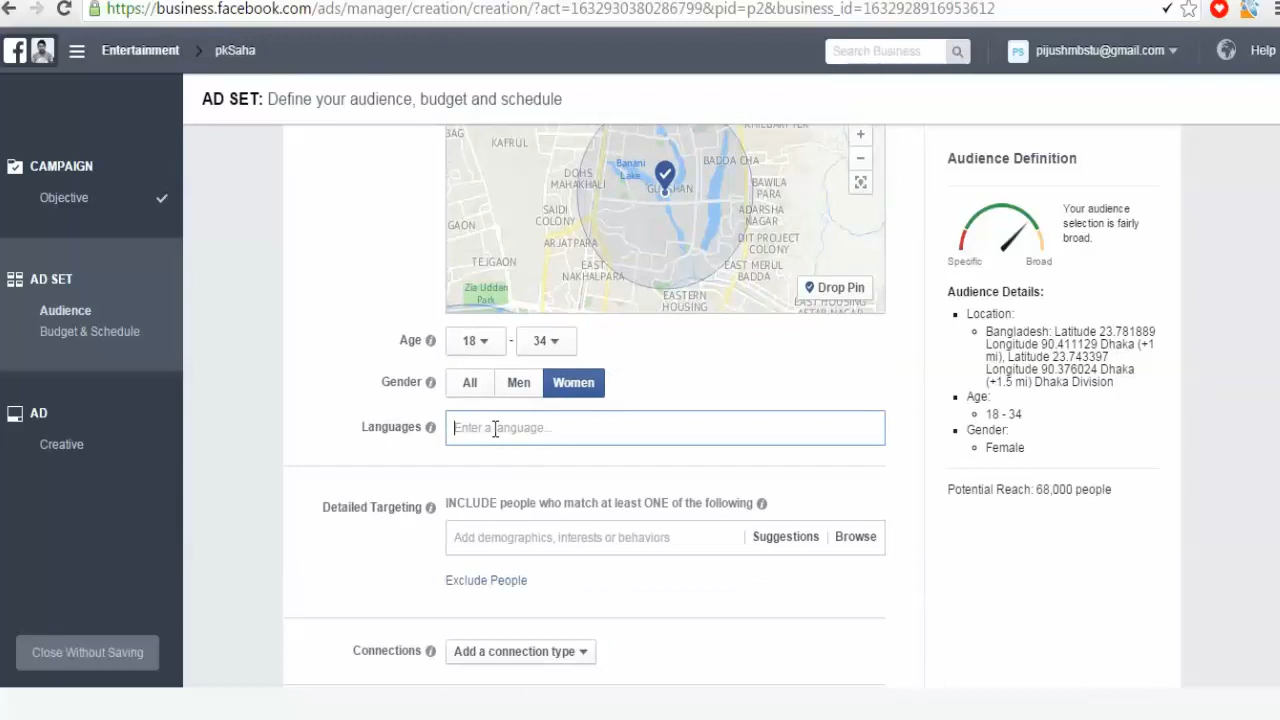 https://business.facebook.com/ads/manager/creation/creation/?act=1632930380286799&pid=p2&business_id=1632928916953612
Entertainment > pkSaha
Search Business
PS pijushmbstu@gmail.com
Help
AD SET: Define your audience, budget and schedule
CAMPAIGN
Objective
AD SET
Audience
Budget & Schedule
AD
Creative
Close Without Saving
BAG
KAFRUL
Banani
Lake
BADDA CHA
DOHS
MAHAKHALI
BAWILA
PARA
SAIDI
COLONY
ADARSHA
NAGAR
GAON
ARJATPARA
DIT PROJECT
COLONY
TEJGAON
EAST
NAKHALPARA
EAST MERUL
BADDA
Zia Uddan
Park
EASTERN
HOUSING
+
−
Drop Pin
Age 18 - 34
Gender All Men Women
Languages Enter a language...
Detailed Targeting INCLUDE people who match at least ONE of the following
Add demographics, interests or behaviors | Suggestions | Browse
Exclude People
Connections Add a connection type
Audience Definition
Your audience
selection is fairly
broad.
Specific Broad
Audience Details:
Location:
Bangladesh: Latitude 23.781889
Longitude 90.411129 Dhaka (+1
mi), Latitude 23.743397
Longitude 90.376024 Dhaka
(+1.5 mi) Dhaka Division
Age:
18 - 34
Gender:
Female
Potential Reach: 68,000 people